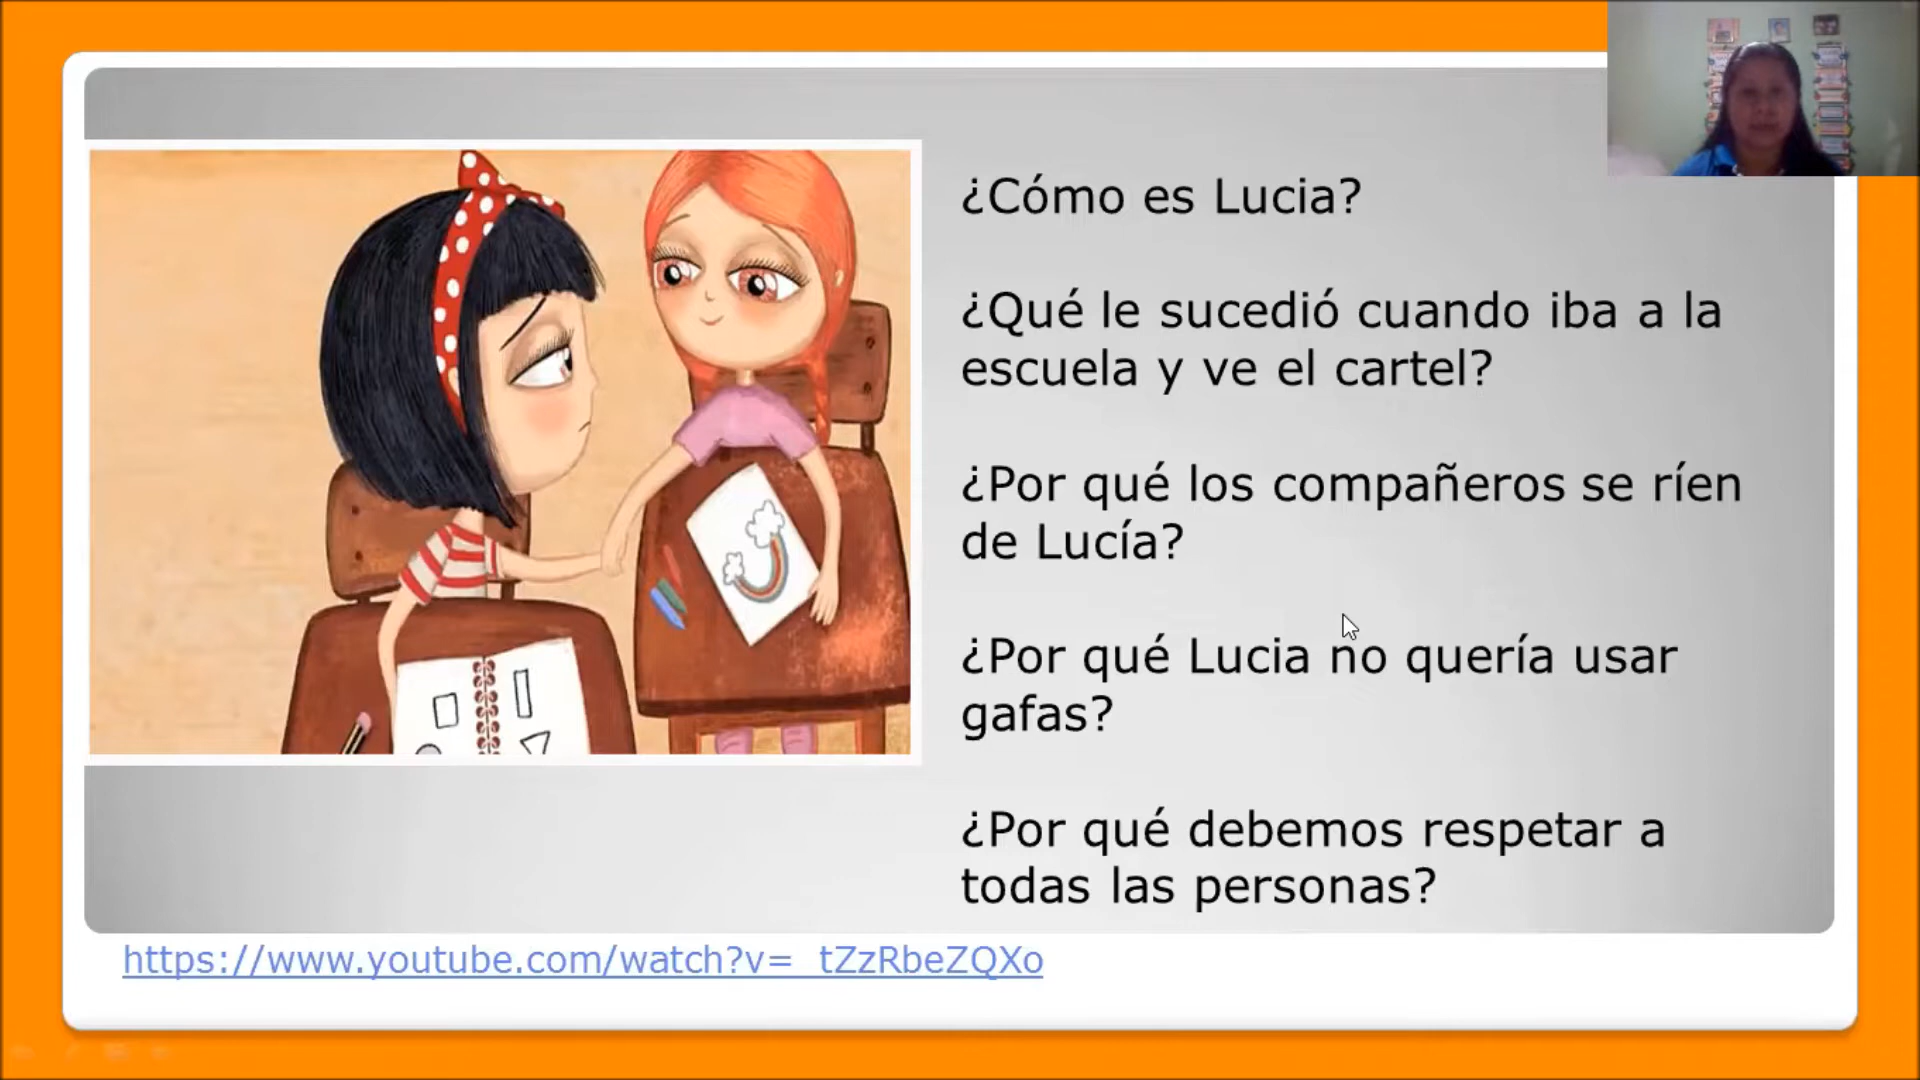 ¿Cómo es Lucia?
¿Qué le sucedió cuando iba a la
escuela y ve el cartel?
¿Por qué los compañeros se ríen
de Lucía?
¿Por qué Lucia no quería usar
gafas?
¿Por qué debemos respetar a
todas las personas?
https://www.youtube.com/watch?v=_tZzRbeZQXo